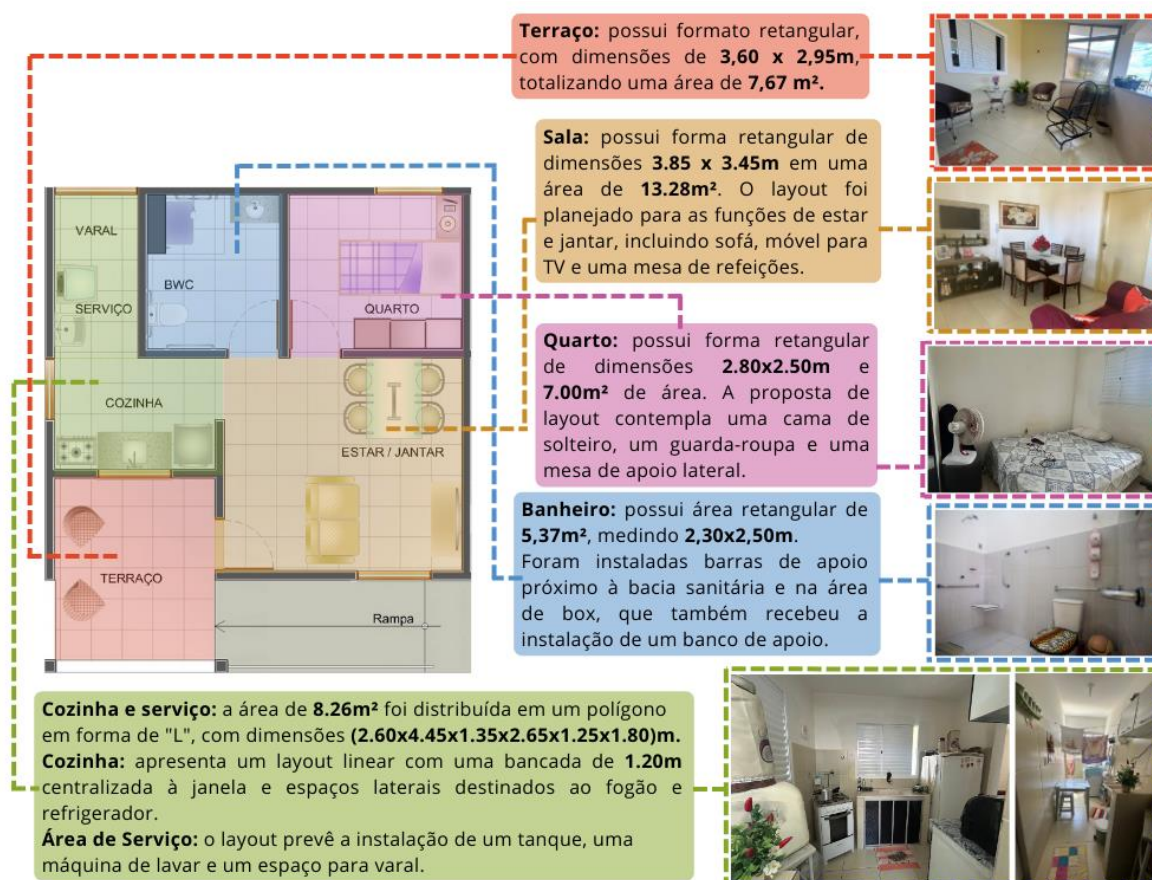 Terraço: possui formato retangular,
com dimensões de 3,60 x 2,95m,
totalizando uma área de 7,67 m².
Sala: possui forma retangular de
dimensões 3.85 x 3.45m em uma
área de 13.28m². O layout foi
planejado para as funções de estar
e jantar, incluindo sofá, móvel para
TV e uma mesa de refeições.
VARAL
SERVIÇO
BWC
QUARTO
COZINHA
ESTAR / JANTAR
TERRAÇO
Rampa
Quarto: possui forma retangular
de dimensões 2.80x2.50m e
7.00m² de área. A proposta de
layout contempla uma cama de
solteiro, um guarda-roupa e uma
mesa de apoio lateral.
Banheiro: possui área retangular de
5,37m², medindo 2,30x2,50m.
Foram instaladas barras de apoio
próximo à bacia sanitária e na área
de box, que também recebeu a
instalação de um banco de apoio.
Cozinha e serviço: a área de 8.26m² foi distribuída em um polígono
em forma de "L", com dimensões (2.60x4.45x1.35x2.65x1.25x1.80)m.
Cozinha: apresenta um layout linear com uma bancada de 1.20m
centralizada à janela e espaços laterais destinados ao fogão e
refrigerador.
Área de Serviço: o layout prevê a instalação de um tanque, uma
máquina de lavar e um espaço para varal.